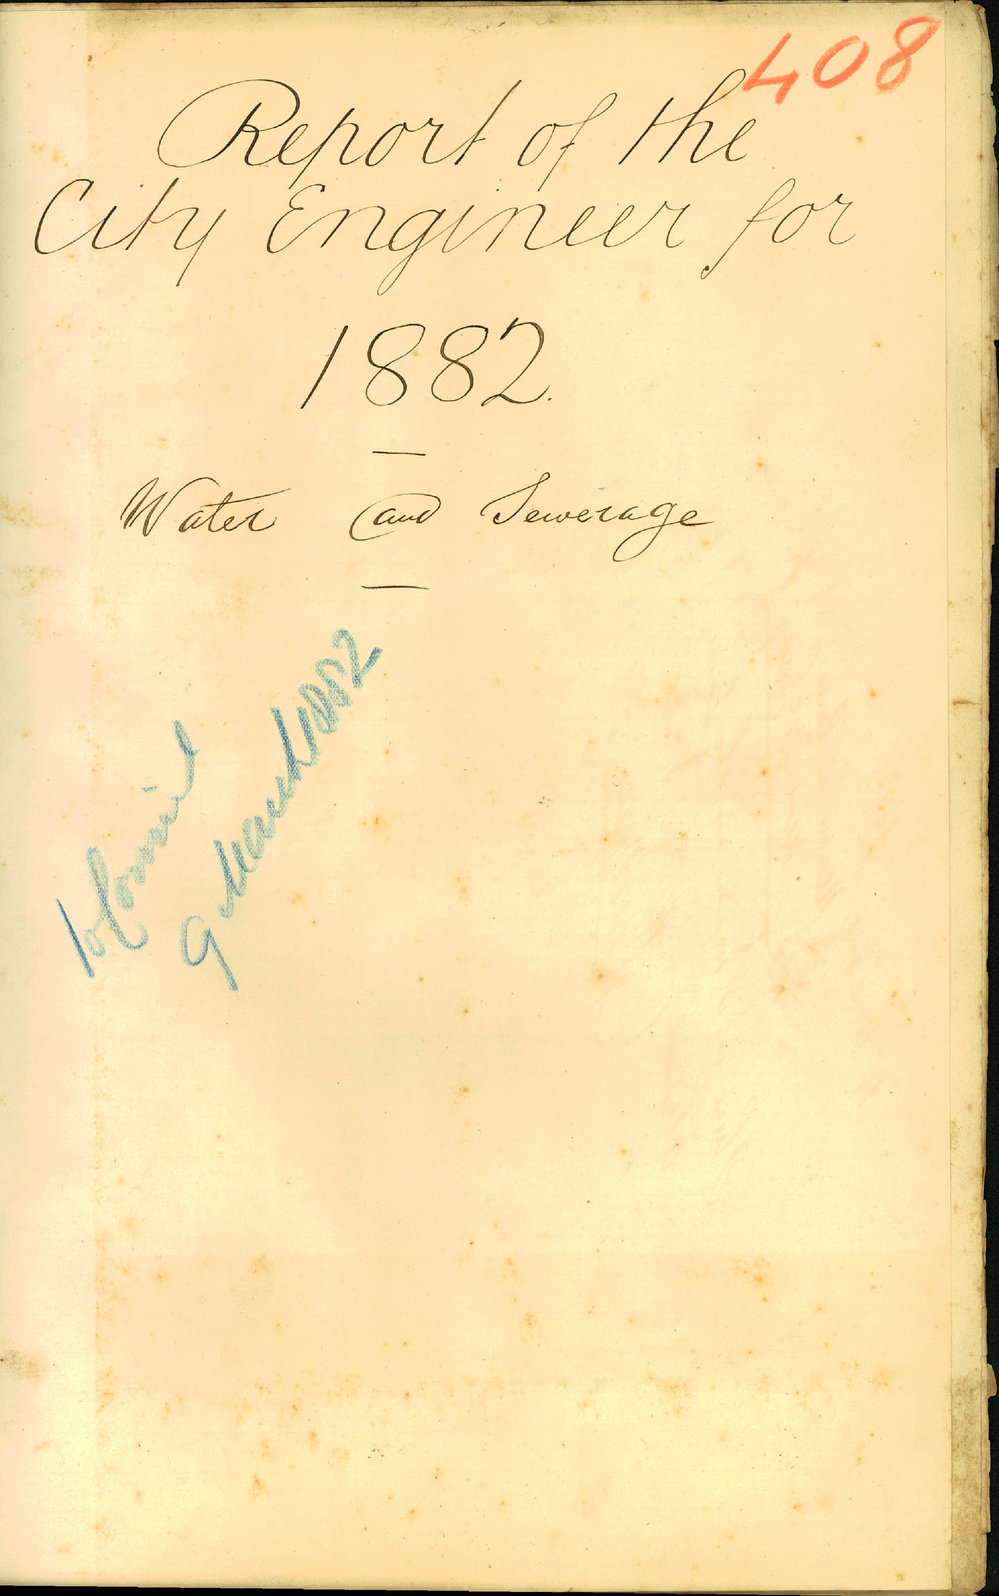 408
Report of the
City Engineer for
1882.
Water and Sewerage
to Council
9 March 1882